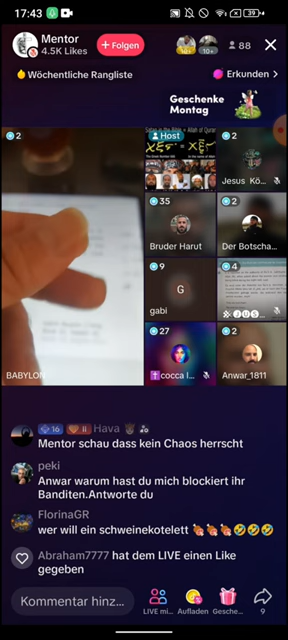 17:43
39
Mentor
4.5K Likes
+ Folgen
10+
88
Wöchentliche Rangliste
Erkunden >
Geschenke
Montag
2
Host
2
Jesus Kö...
35
Bruder Harut
2
Der Botscha...
9
G
gabi
4
27
cocca l...
2
Anwar_1811
BABYLON
16 II Hava
Mentor schau dass kein Chaos herrscht
peki
Anwar warum hast du mich blockiert ihr
Banditen.Antworte du
FlorinaGR
wer will ein schweinekotelett 🍖🍖🍖🤣🤣🤣
Abraham7777 hat dem LIVE einen Like
gegeben
Kommentar hinz...
LIVE mi...
Aufladen
Gesche...
9